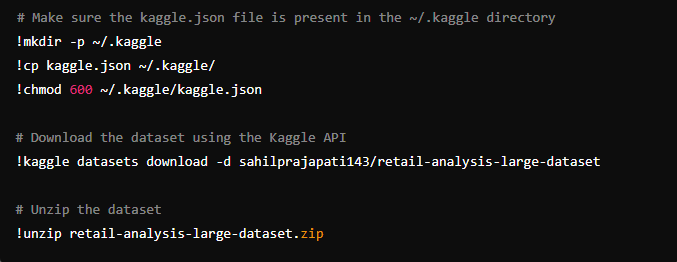 # Make sure the kaggle.json file is present in the ~/.kaggle directory
!mkdir -p ~/.kaggle
!cp kaggle.json ~/.kaggle/
!chmod 600 ~/.kaggle/kaggle.json
# Download the dataset using the Kaggle API
!kaggle datasets download -d sahilprajapati143/retail-analysis-large-dataset
# Unzip the dataset
!unzip retail-analysis-large-dataset.zip